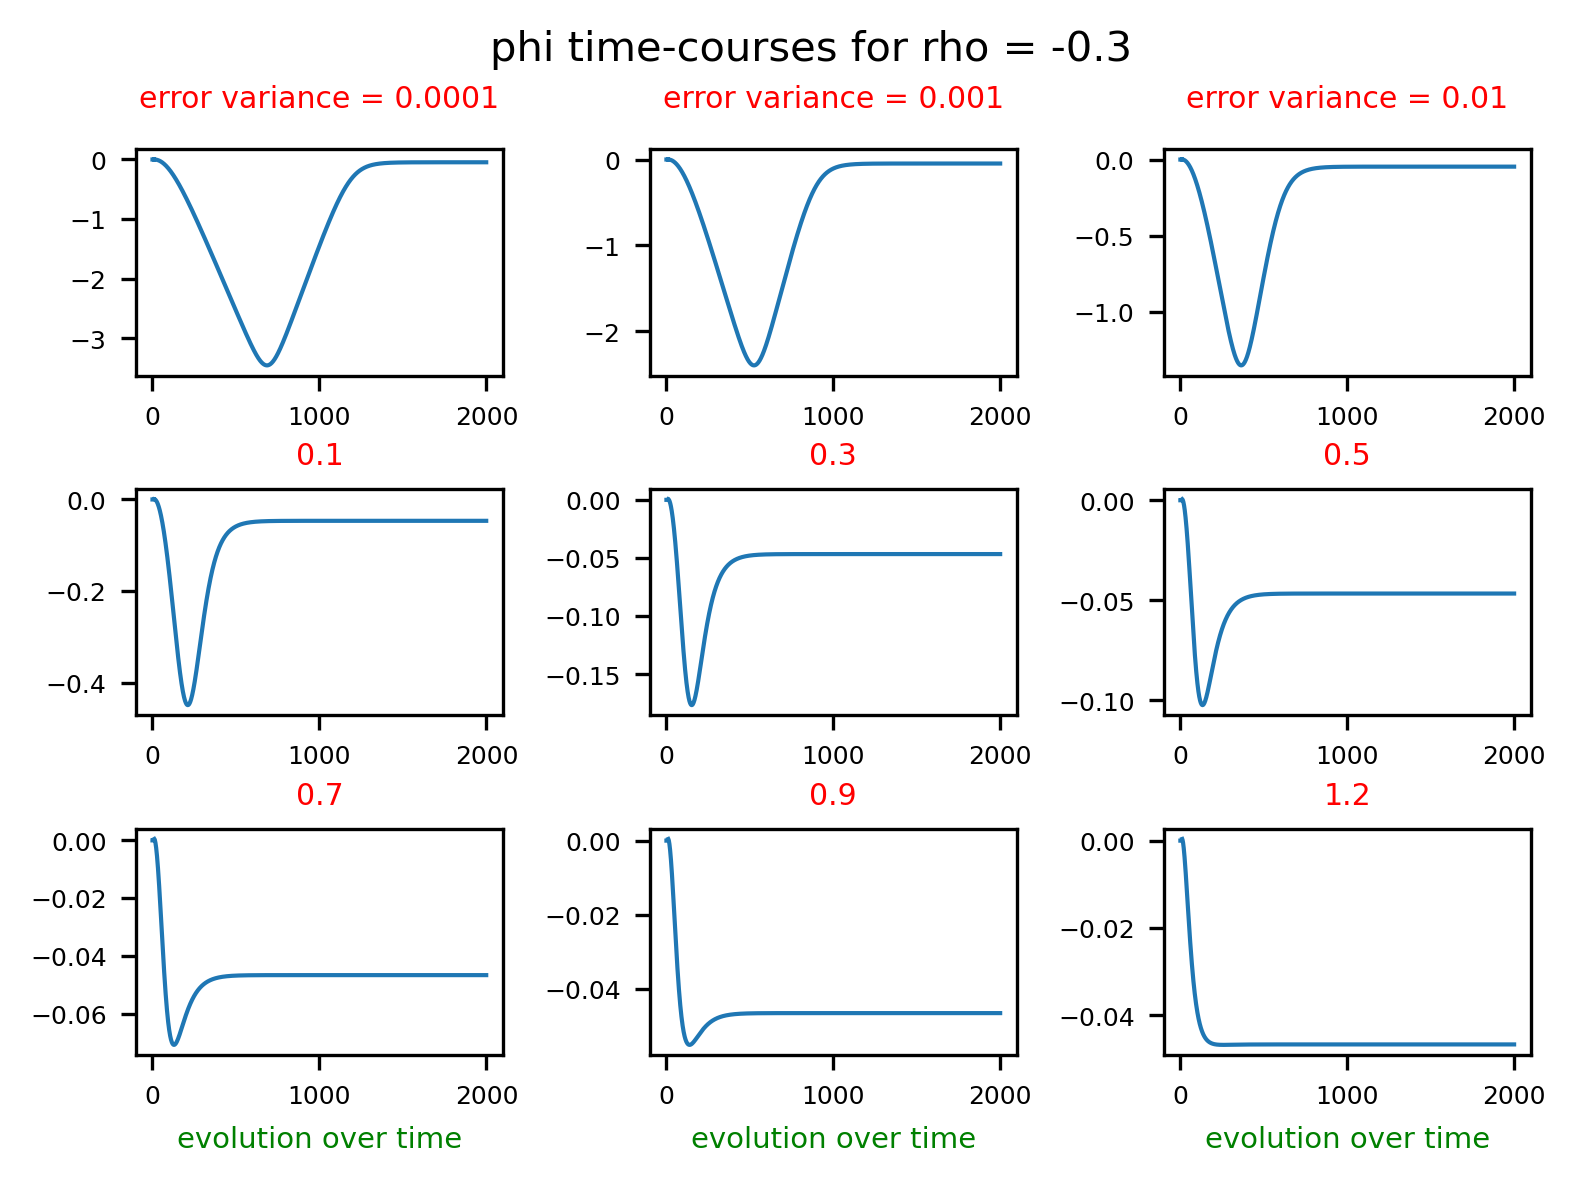 phi time-courses for rho = -0.3
error variance = 0.0001
error variance = 0.001
error variance = 0.01
0
−1
−2
−3
0 1000 2000
0
−1
−2
0 1000 2000
0.0
−0.5
−1.0
0 1000 2000
0.1
0.3
0.5
0.0
−0.2
−0.4
0 1000 2000
0.00
−0.05
−0.10
−0.15
0 1000 2000
0.00
−0.05
−0.10
0 1000 2000
0.7
0.9
1.2
0.00
−0.02
−0.04
−0.06
0 1000 2000
0.00
−0.02
−0.04
0 1000 2000
0.00
−0.02
−0.04
0 1000 2000
evolution over time
evolution over time
evolution over time